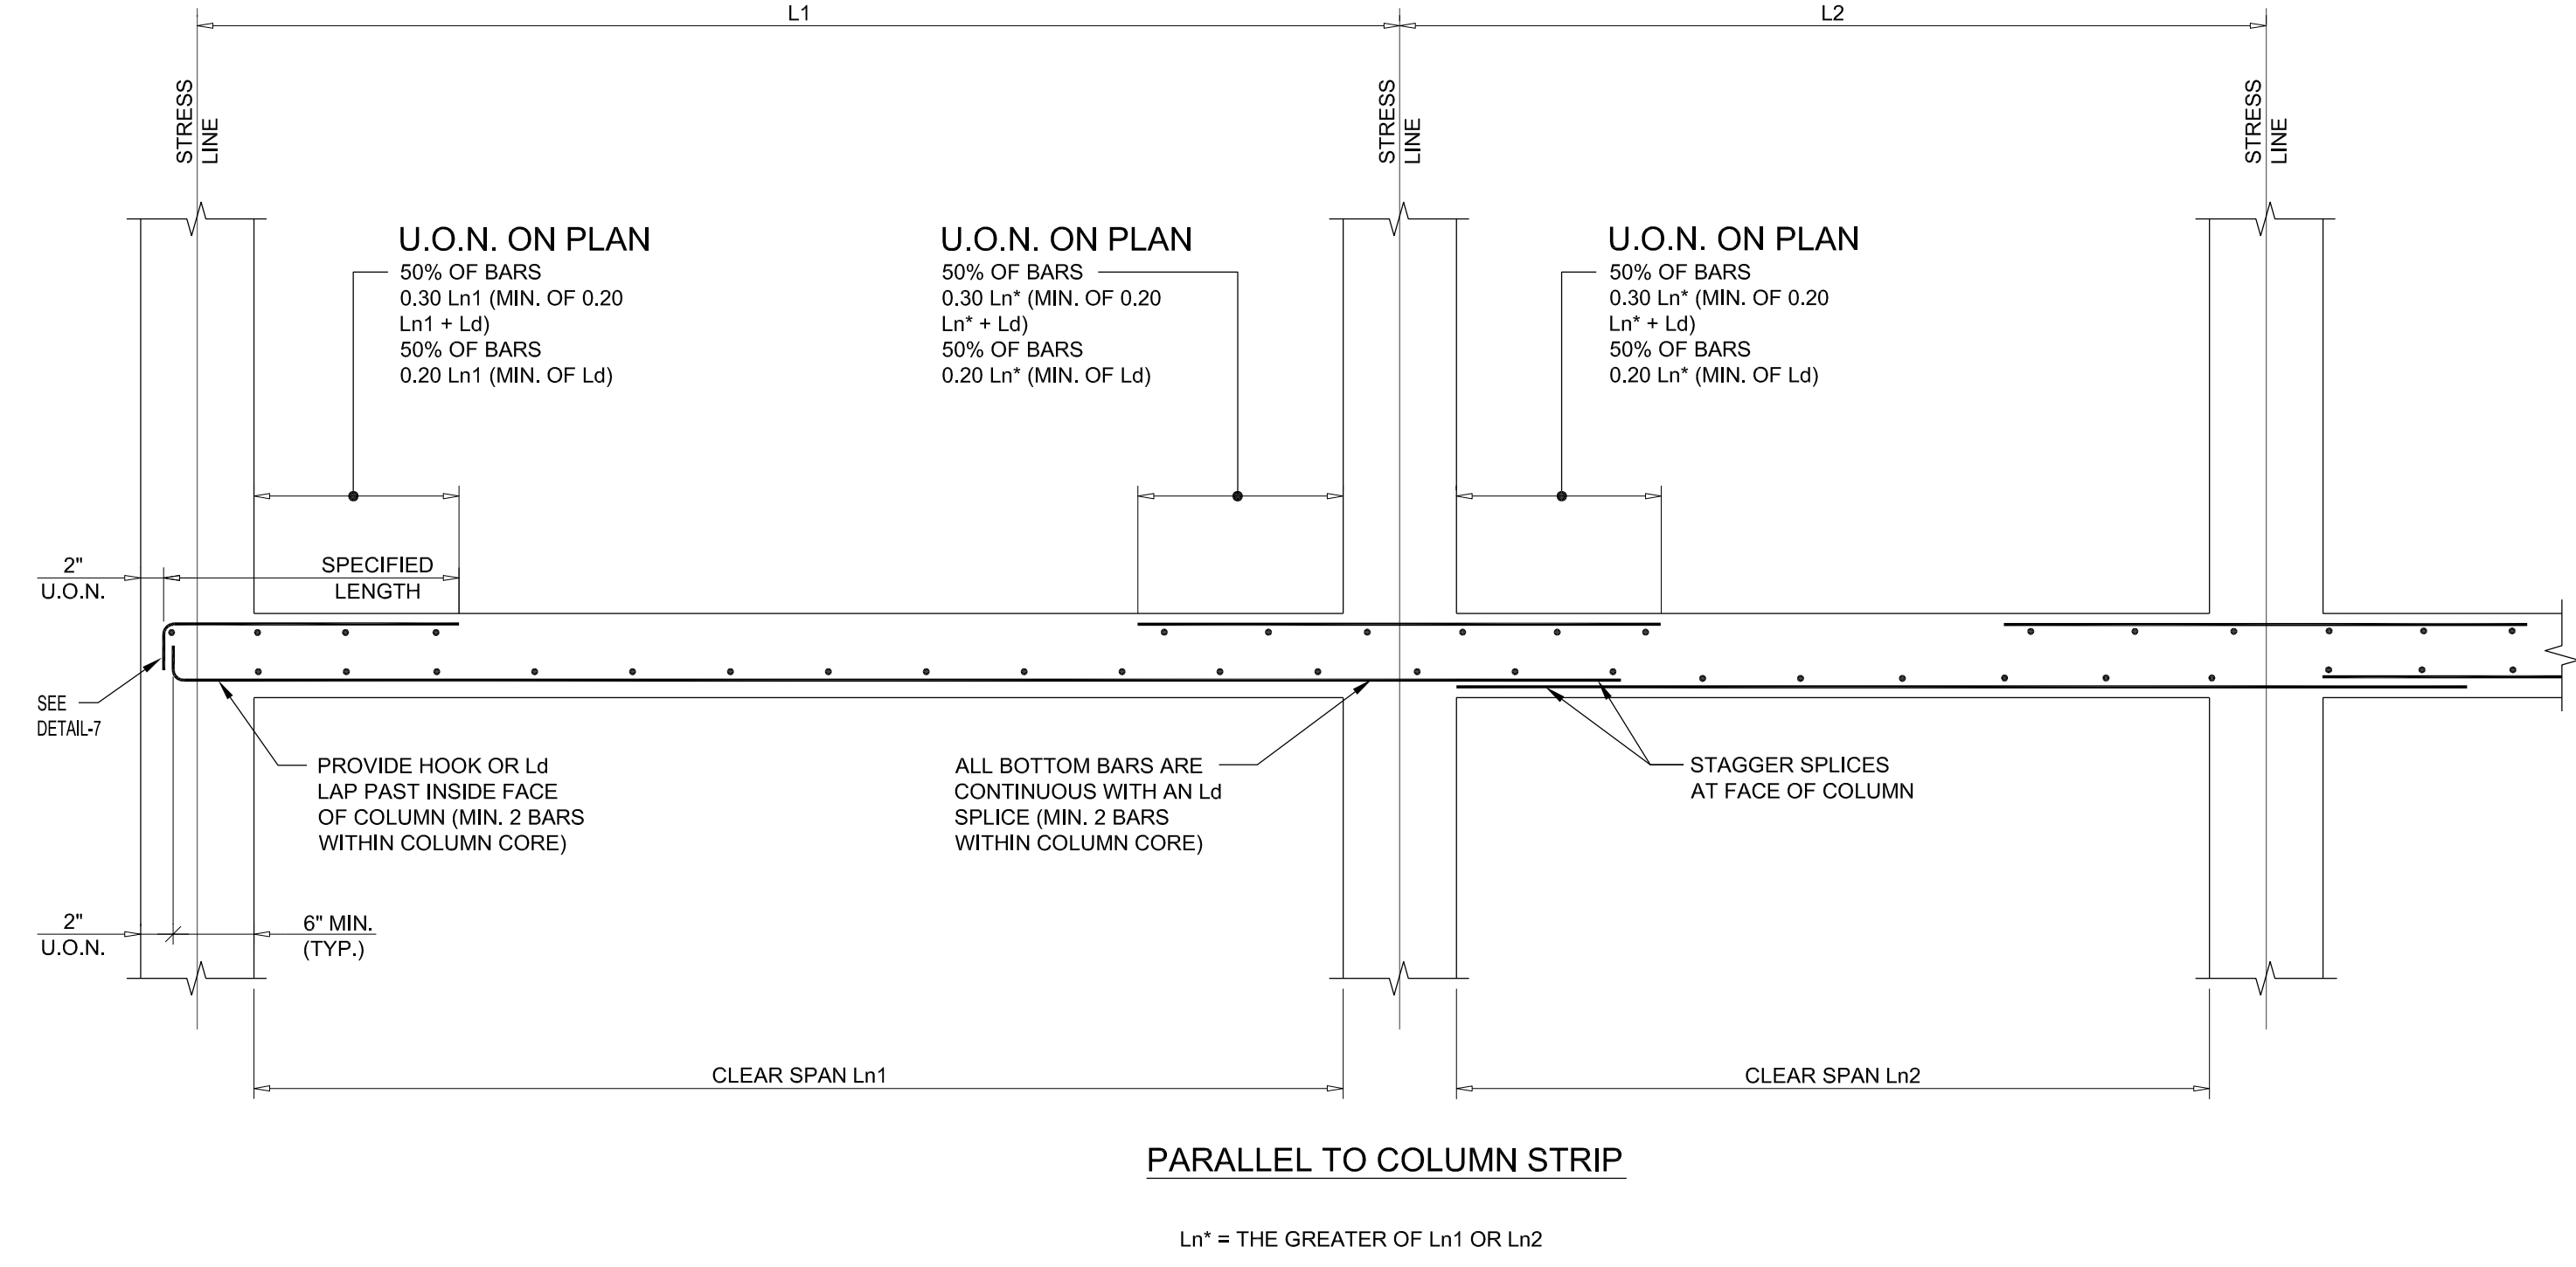 L1
L2
STRESS
LINE
STRESS
LINE
STRESS
LINE
U.O.N. ON PLAN
50% OF BARS
0.30 Ln1 (MIN. OF 0.20
Ln1 + Ld)
50% OF BARS
0.20 Ln1 (MIN. OF Ld)
U.O.N. ON PLAN
50% OF BARS
0.30 Ln* (MIN. OF 0.20
Ln* + Ld)
50% OF BARS
0.20 Ln* (MIN. OF Ld)
U.O.N. ON PLAN
50% OF BARS
0.30 Ln* (MIN. OF 0.20
Ln* + Ld)
50% OF BARS
0.20 Ln* (MIN. OF Ld)
2"
U.O.N.
SPECIFIED
LENGTH
SEE
DETAIL-7
PROVIDE HOOK OR Ld
LAP PAST INSIDE FACE
OF COLUMN (MIN. 2 BARS
WITHIN COLUMN CORE)
ALL BOTTOM BARS ARE
CONTINUOUS WITH AN Ld
SPLICE (MIN. 2 BARS
WITHIN COLUMN CORE)
STAGGER SPLICES
AT FACE OF COLUMN
2"
U.O.N.
6" MIN.
(TYP.)
CLEAR SPAN Ln1
CLEAR SPAN Ln2
PARALLEL TO COLUMN STRIP
Ln* = THE GREATER OF Ln1 OR Ln2